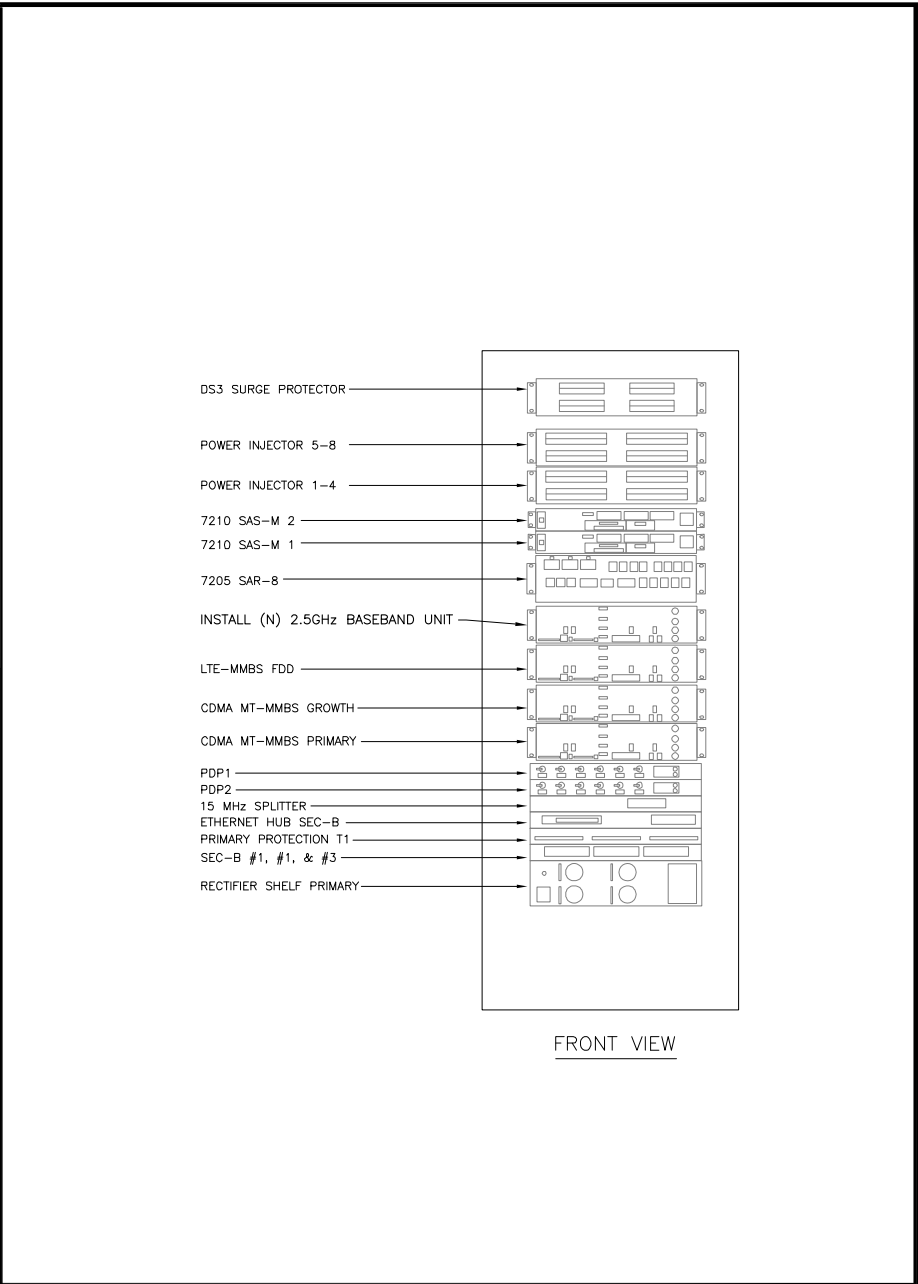 DS3 SURGE PROTECTOR
POWER INJECTOR 5-8
POWER INJECTOR 1-4
7210 SAS-M 2
7210 SAS-M 1
7205 SAR-8
INSTALL (N) 2.5GHz BASEBAND UNIT
LTE-MMBS FDD
CDMA MT-MMBS GROWTH
CDMA MT-MMBS PRIMARY
PDP1
PDP2
15 MHz SPLITTER
ETHERNET HUB SEC-B
PRIMARY PROTECTION T1
SEC-B #1, #1, & #3
RECTIFIER SHELF PRIMARY
FRONT VIEW